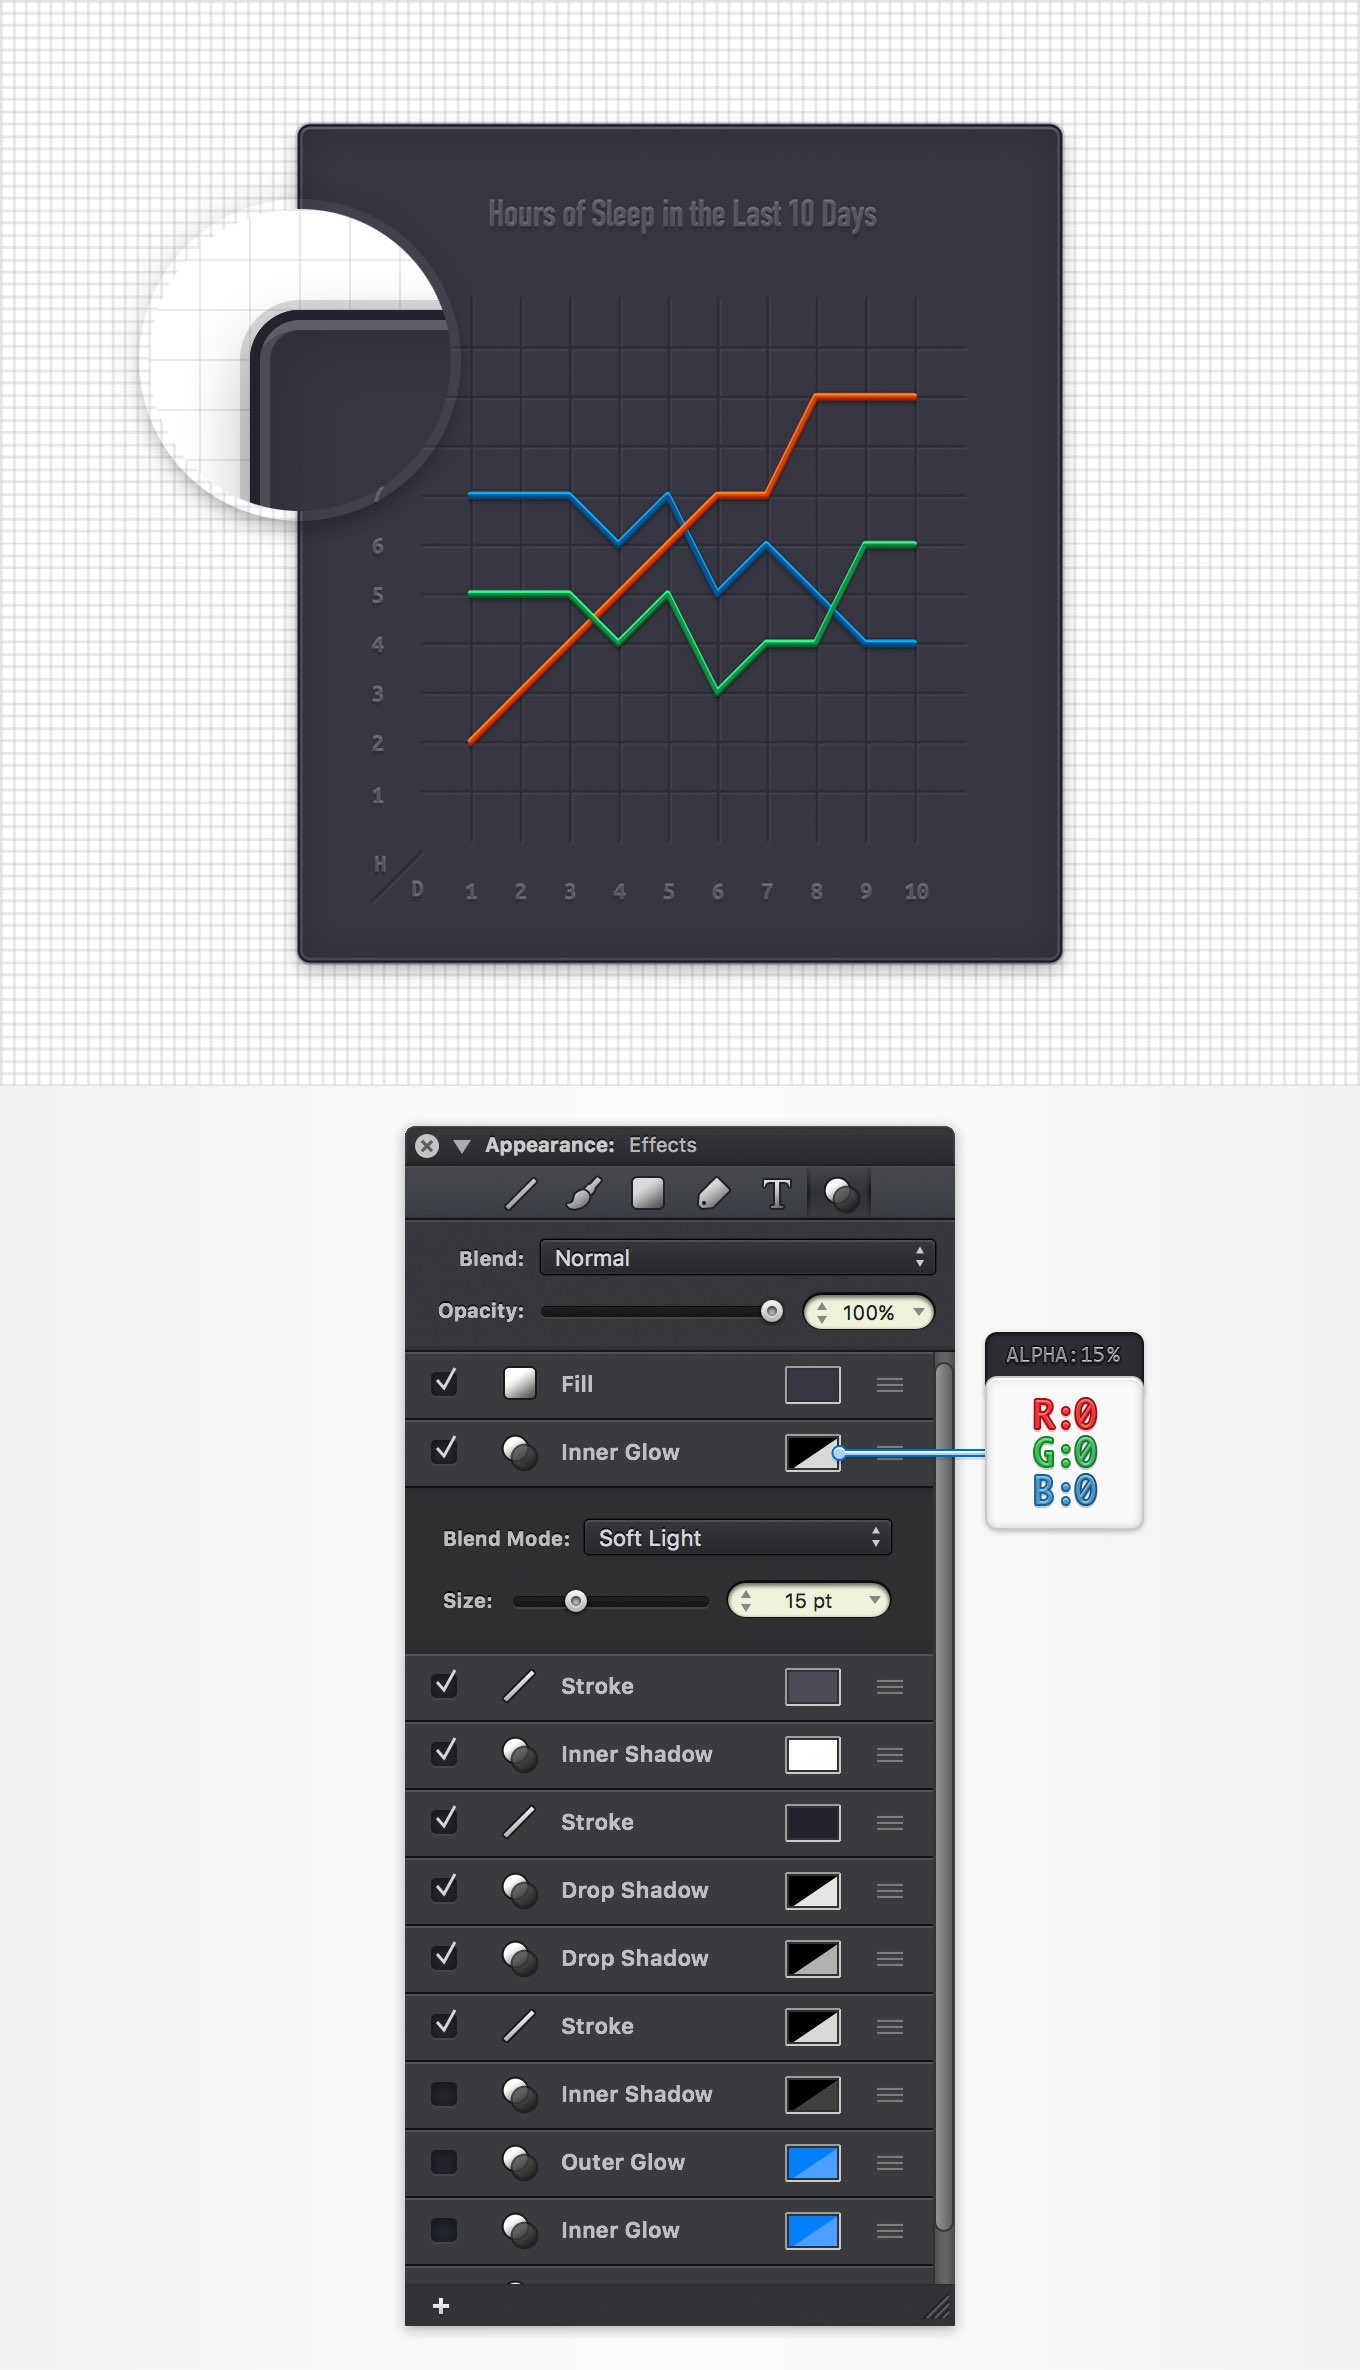 Hours of Sleep in the Last 10 Days
6
5
4
3
2
1
H
D 1 2 3 4 5 6 7 8 9 10
Appearance: Effects
T
Blend: Normal
Opacity: 100%
ALPHA:15%
Fill
R:0
Inner Glow
G:0
B:0
Blend Mode: Soft Light
Size: 15 pt
Stroke
Inner Shadow
Stroke
Drop Shadow
Drop Shadow
Stroke
Inner Shadow
Outer Glow
Inner Glow